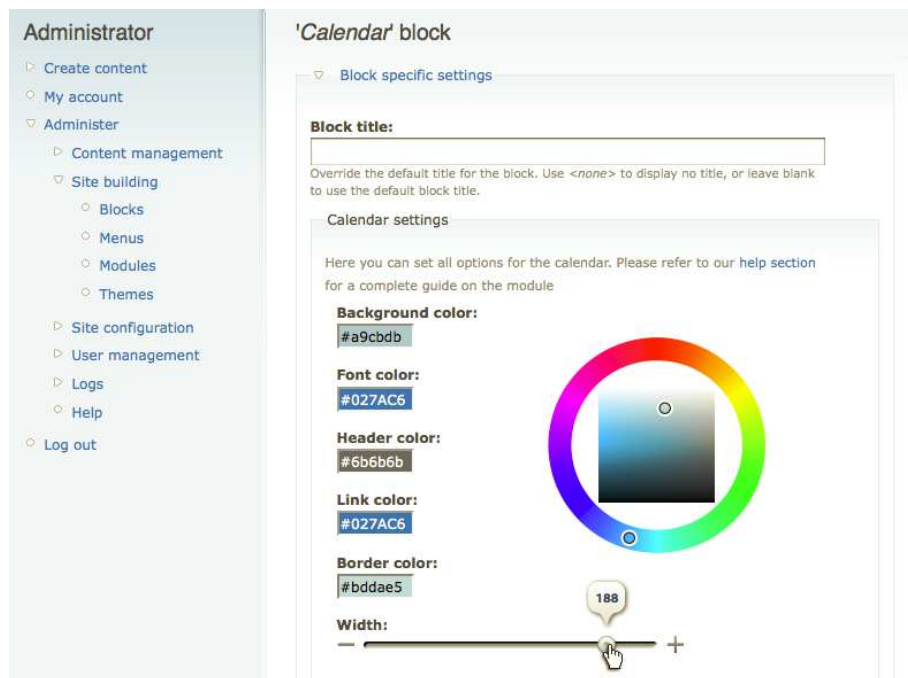 Administrator
Create content
My account
Administer
Content management
Site building
Blocks
Menus
Modules
Themes
Site configuration
User management
Logs
Help
Log out
'Calendar' block
Block specific settings
Block title:
Override the default title for the block. Use <none> to display no title, or leave blank
to use the default block title.
Calendar settings
Here you can set all options for the calendar. Please refer to our help section
for a complete guide on the module
Background color:
#a9cbdb
Font color:
#027AC6
Header color:
#6b6b6b
Link color:
#027AC6
Border color:
#bddae5
188
Width: